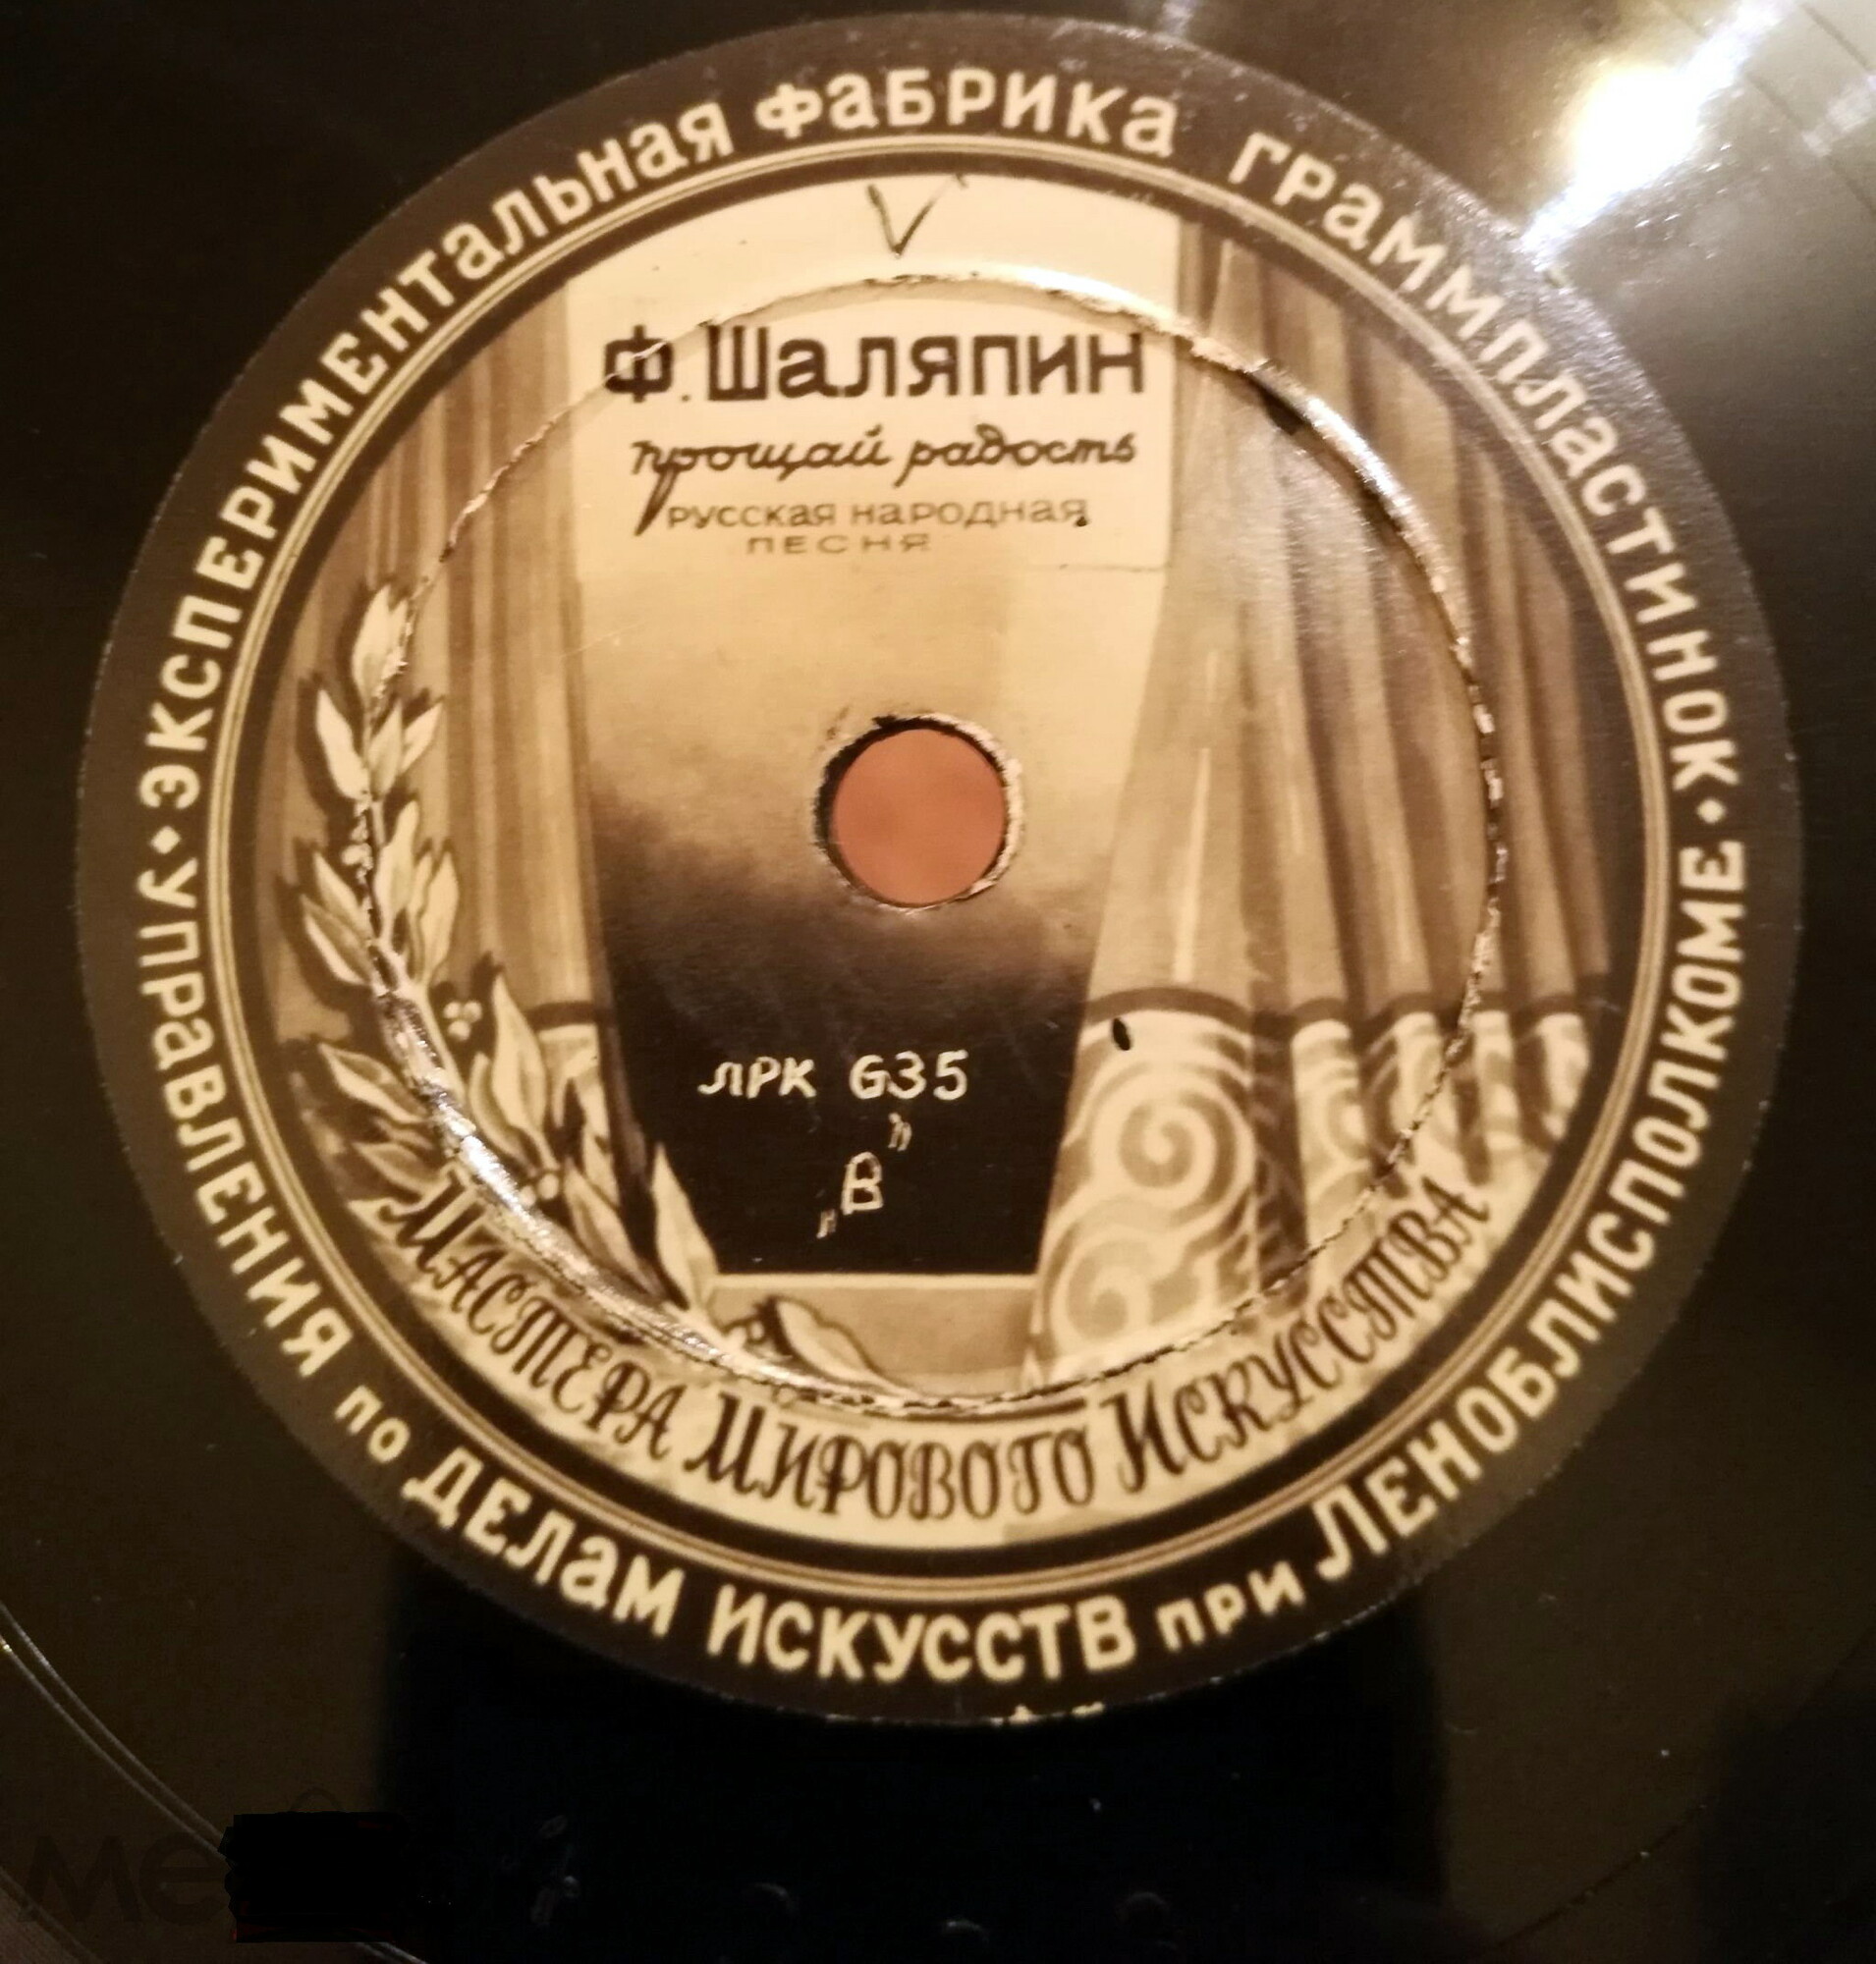 ЭКСПЕРИМЕНТАЛЬНАЯ ФАБРИКА ГРАММПЛАСТИНОК
УПРАВЛЕНИЯ ПО ДЕЛАМ ИСКУССТВ ПРИ ЛЕНОБЛИСПОЛКОМЕ
V
Ф. Шаляпин
Прощай радость
РУССКАЯ НАРОДНАЯ
ПЕСНЯ
ЛРК 635
„В”
МАСТЕРА МИРОВОГО ИСКУССТВА